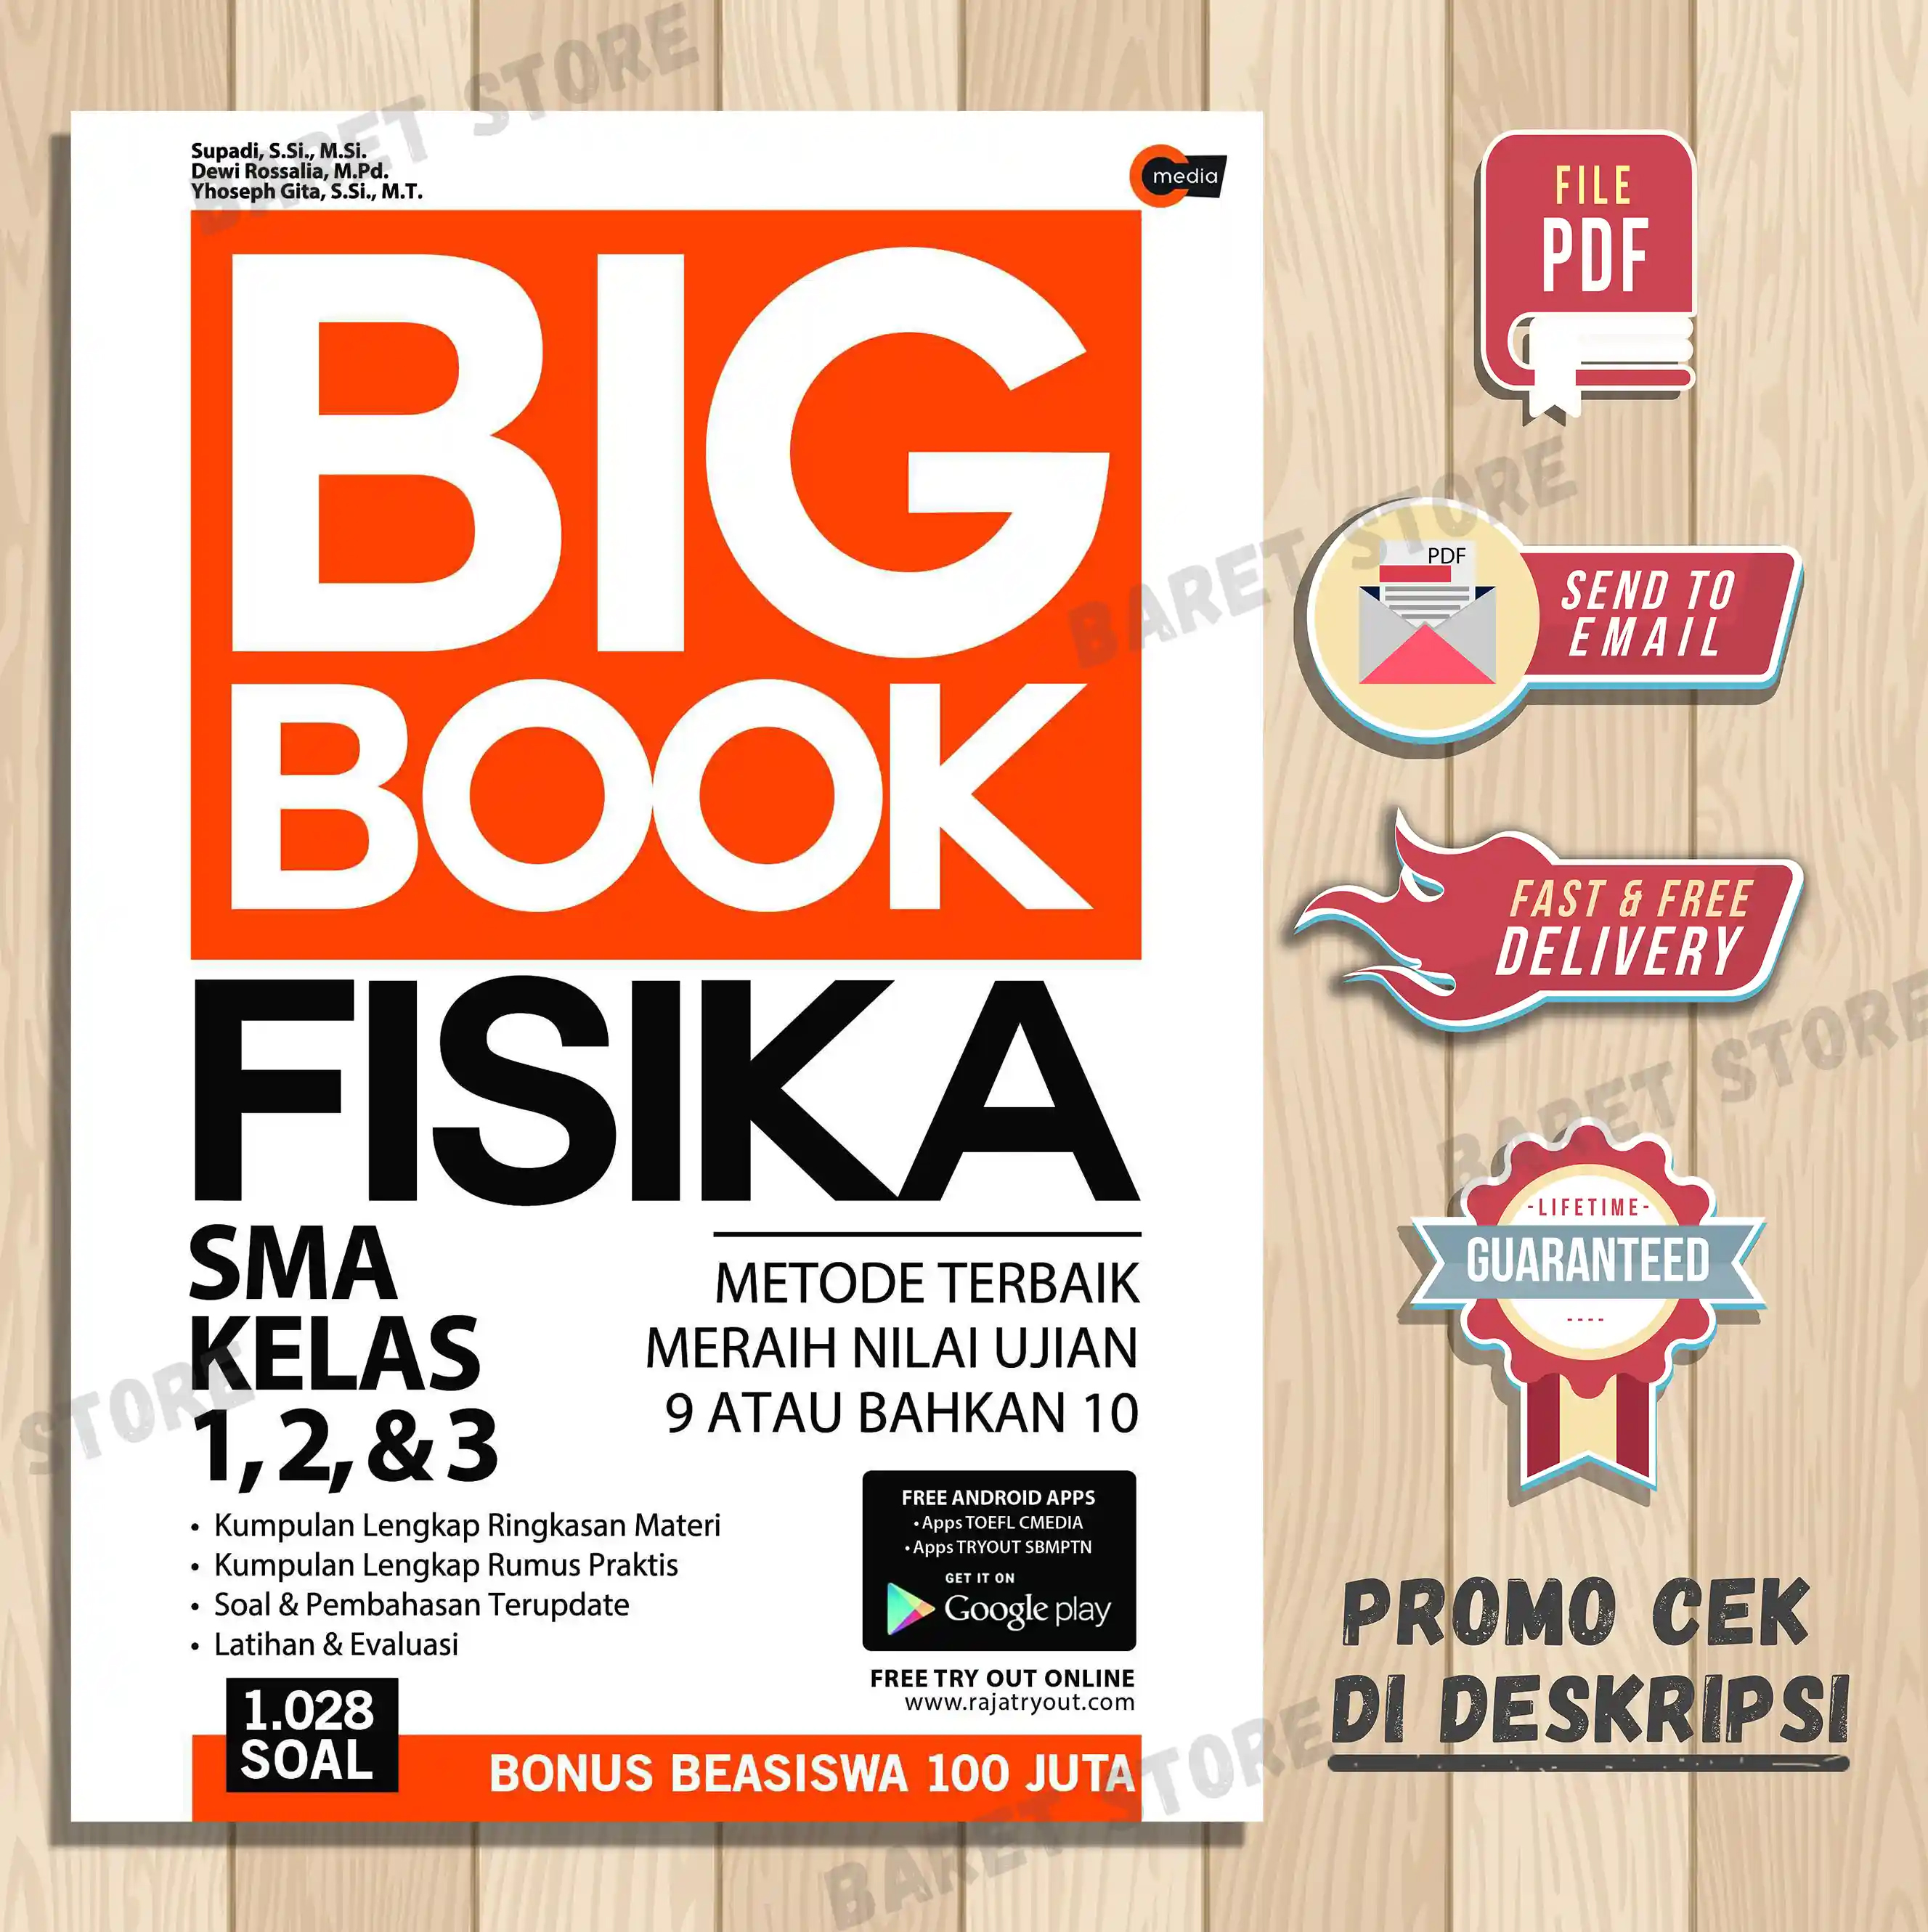 Supadi, S.Si., M.Si.
Dewi Rossalia, M.Pd.
Yhoseph Gita, S.Si., M.T.
media
BIG
BOOK
FISIKA
SMA
KELAS
1, 2, & 3
METODE TERBAIK
MERAIH NILAI UJIAN
9 ATAU BAHKAN 10
• Kumpulan Lengkap Ringkasan Materi
• Kumpulan Lengkap Rumus Praktis
• Soal & Pembahasan Terupdate
• Latihan & Evaluasi
FREE ANDROID APPS
• Apps TOEFL CMEDIA
• Apps TRYOUT SBMPTN
GET IT ON
Google play
FREE TRY OUT ONLINE
www.rajatryout.com
1.028
SOAL
BONUS BEASISWA 100 JUTA
FILE
PDF
PDF
SEND TO
EMAIL
FAST & FREE
DELIVERY
-LIFETIME-
GUARANTEED
----
PROMO CEK
DI DESKRIPSI
BARET STORE
BARET STORE
BARET STORE
STORE
BARET STORE